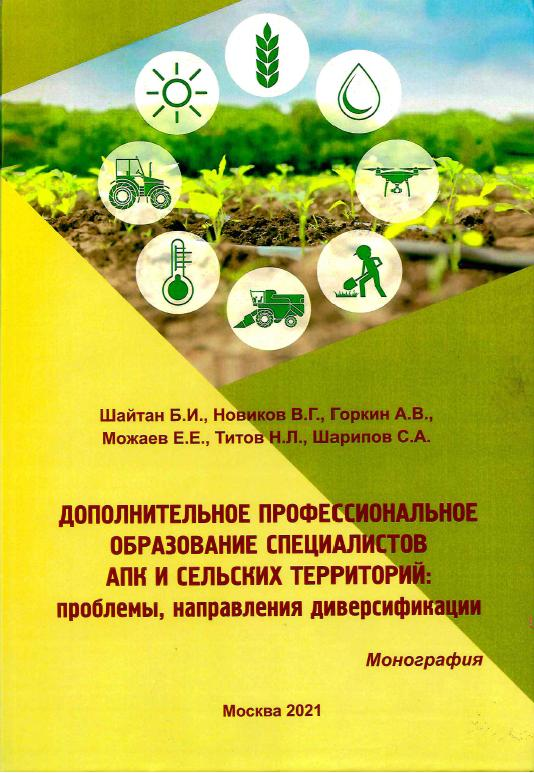 Шайтан Б.И., Новиков В.Г., Горкин А.В.,
Можаев Е.Е., Титов Н.Л., Шарипов С.А.
ДОПОЛНИТЕЛЬНОЕ ПРОФЕССИОНАЛЬНОЕ
ОБРАЗОВАНИЕ СПЕЦИАЛИСТОВ
АПК И СЕЛЬСКИХ ТЕРРИТОРИЙ:
проблемы, направления диверсификации
Монография
Москва 2021